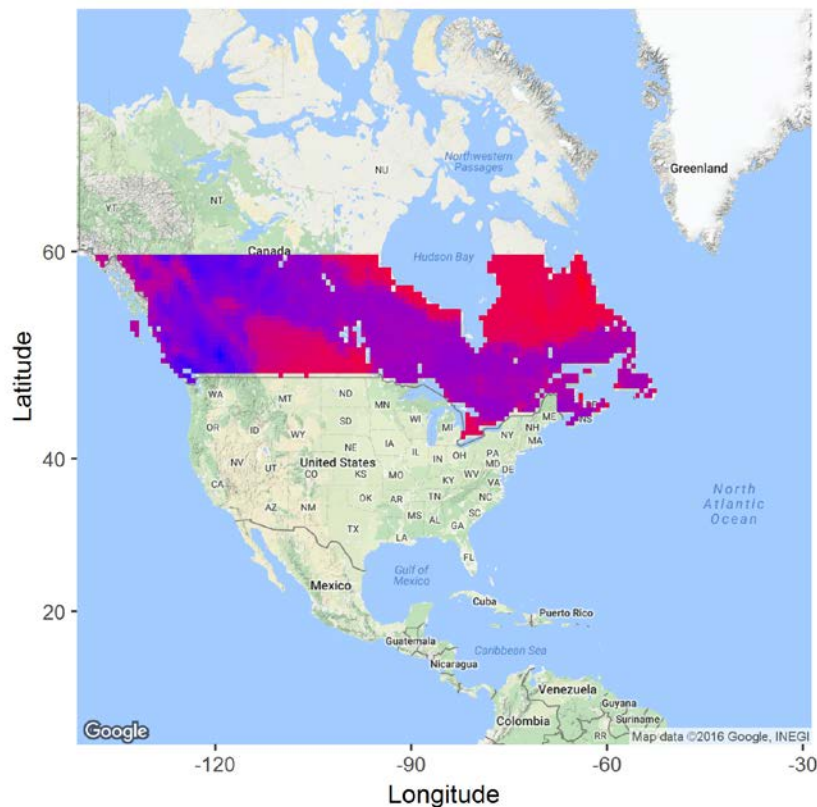 NU
Northwestern
Passages
Greenland
YT
NT
60
Canada
Hudson Bay
WA
MT
ND
MN
ME
NS
OR
ID
WY
SD
WI
MI
NY
NH
MA
NE
IA
IL
IN
OH
PA
MD
DE
Latitude
40
NV
UT
CO
United States
KS
MO
KY
WV
VA
CA
OK
AR
TN
NC
AZ
NM
MS
AL
GA
SC
North
Atlantic
Ocean
TX
LA
FL
Gulf of
Mexico
Mexico
Cuba
20
Puerto Rico
Guatemala
Caribbean Sea
Nicaragua
Venezuela
Guyana
Colombia
Suriname
Google
RR
Map data ©2016 Google, INEGI
-120
-90
-60
-30
Longitude